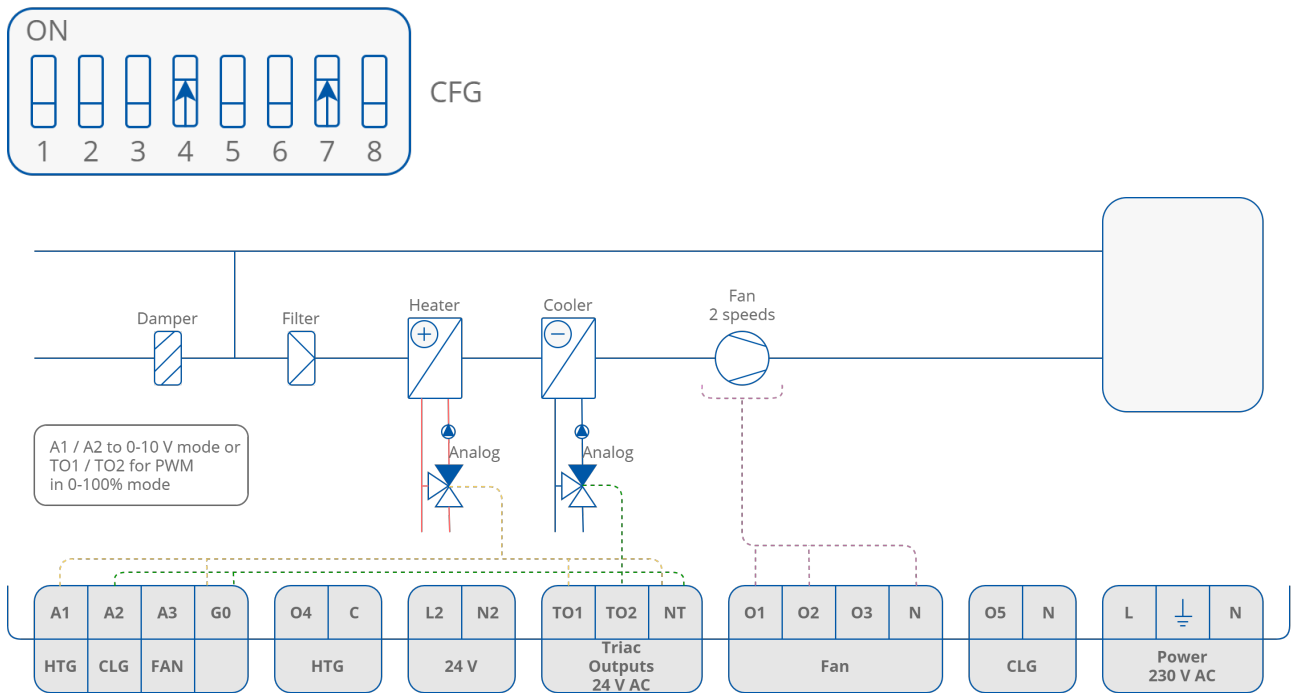 ON
CFG
1 2 3 4 5 6 7 8
Fan
2 speeds
Heater
Cooler
Damper
Filter
A1 / A2 to 0-10 V mode or
TO1 / TO2 for PWM
in 0-100% mode
Analog
Analog
A1 A2 A3 G0
HTG CLG FAN
O4 C
HTG
L2 N2
24 V
TO1 TO2 NT
Triac
Outputs
24 V AC
O1 O2 O3 N
Fan
O5 N
CLG
L N
Power
230 V AC